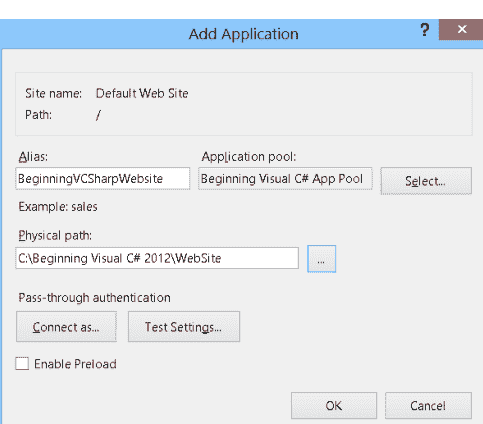 Add Application
? ×
Site name: Default Web Site
Path: /
Alias: Application pool:
BeginningVCSharpWebsite Beginning Visual C# App Pool Select...
Example: sales
Physical path:
C:\Beginning Visual C# 2012\WebSite ...
Pass-through authentication
Connect as... Test Settings...
Enable Preload
OK Cancel